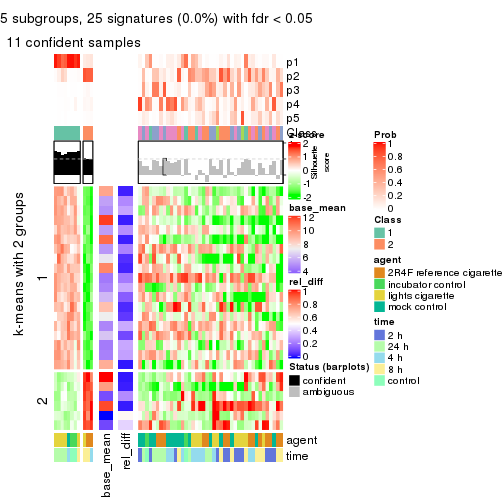 5 subgroups, 25 signatures (0.0%) with fdr < 0.05
11 confident samples
p1
p2
p3
p4
p5
Class
Silhouette
score
k-means with 2 groups
1
2
base_mean
rel_diff
agent
time
z-score
2
1
0
-1
-2
base_mean
12
10
8
6
4
rel_diff
1
0.8
0.6
0.4
0.2
0
Status (barplots)
confident
ambiguous
Prob
1
0.8
0.6
0.4
0.2
0
Class
1
2
agent
2R4F reference cigarette
incubator control
lights cigarette
mock control
time
2 h
24 h
4 h
8 h
control